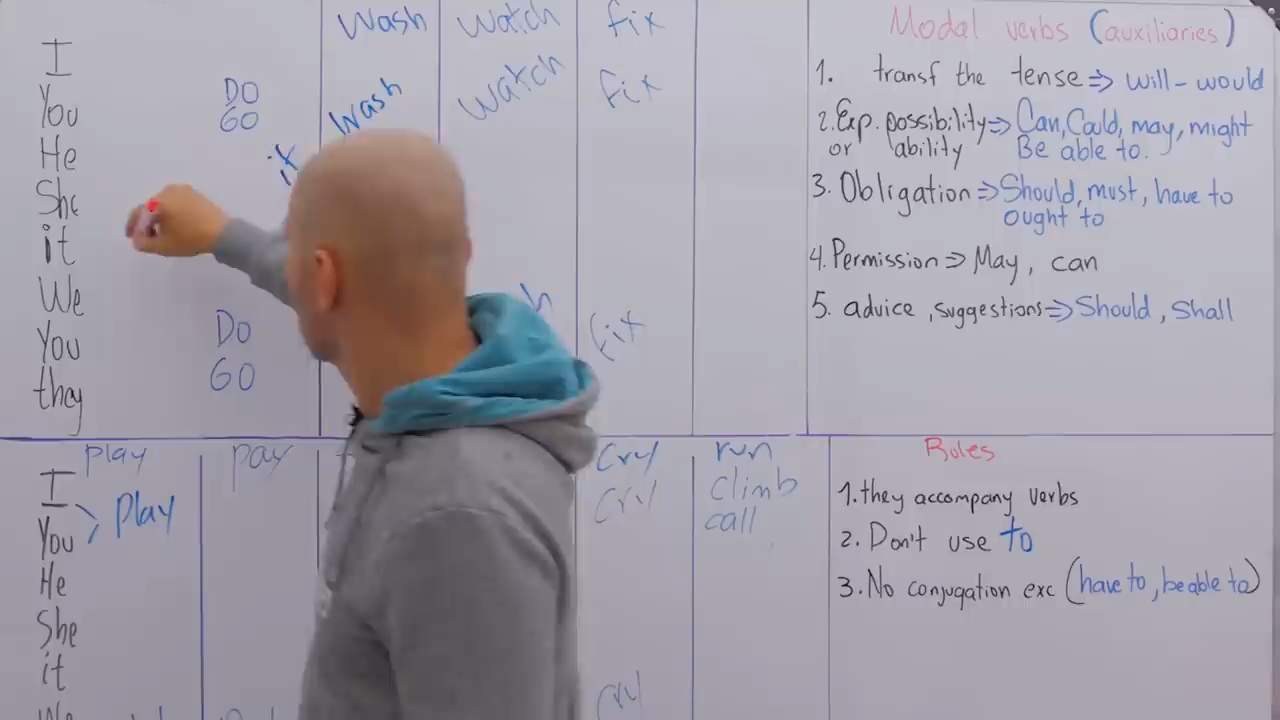 wash watch fix
I
You DO wash watch fix
GO
He it
She
it
We
You DO fix
they GO
play pay cry run
I cry climb
play call
You
He
She
it
We
cry
Modal verbs (auxiliaries)
1. transf the tense ⇒ will - would
2. Exp. possibility ⇒ Can, Could, may, might
or ability Be able to.
3. Obligation ⇒ Should, must, have to
ought to
4. Permission ⇒ May, can
5. advice, suggestions ⇒ Should, Shall
Rules
1. they accompany verbs
2. Don't use to
3. No conjugation exc (have to, be able to)